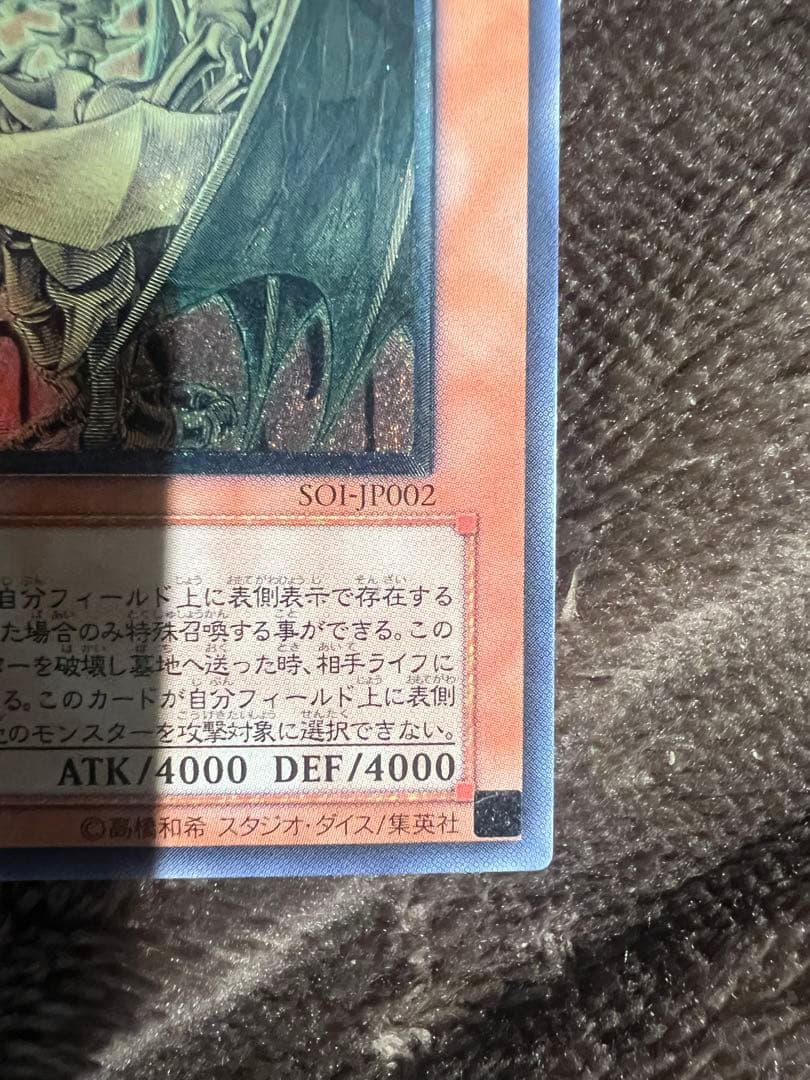 SOI-JP002
自分フィールド上に表側表示で存在する
た場合のみ特殊召喚する事ができる。この
ターを破壊し墓地へ送った時、相手ライフに
る。このカードが自分フィールド上に表側
のモンスターを攻撃対象に選択できない。
ATK/4000 DEF/4000
©高橋和希 スタジオ・ダイス/集英社